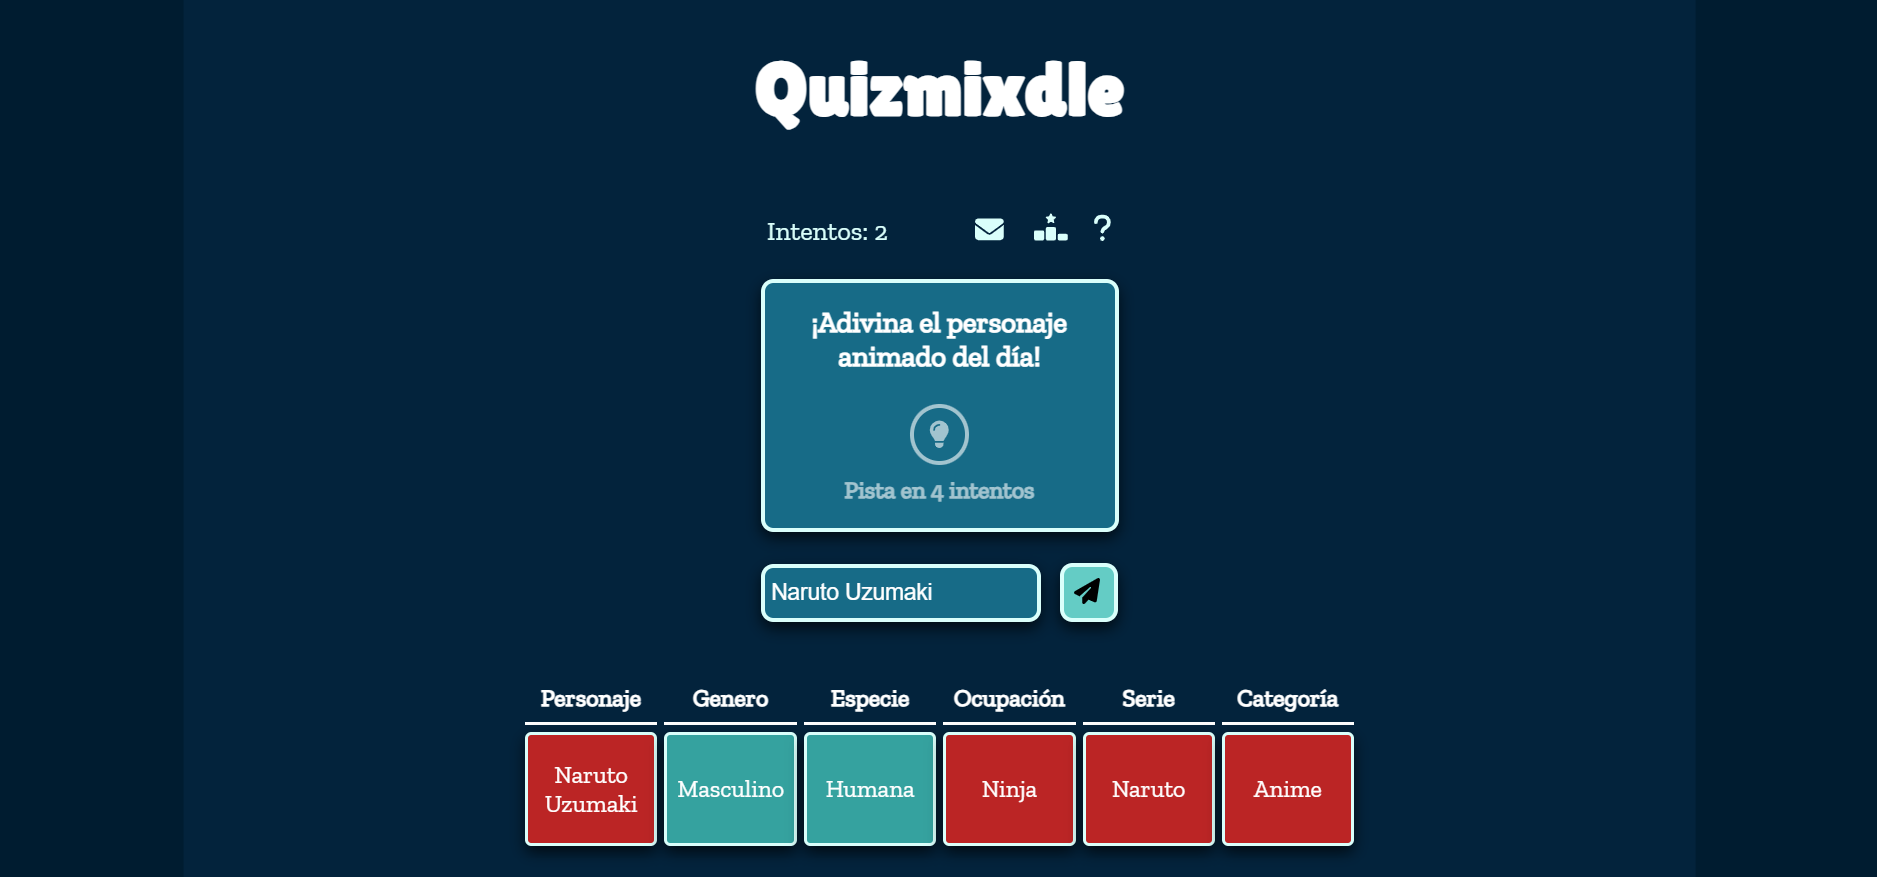 Quizmixdle
Intentos: 2
?
¡Adivina el personaje
animado del día!
Pista en 4 intentos
Naruto Uzumaki
Personaje Genero Especie Ocupación Serie Categoría
Naruto
Uzumaki
Masculino
Humana
Ninja
Naruto
Anime